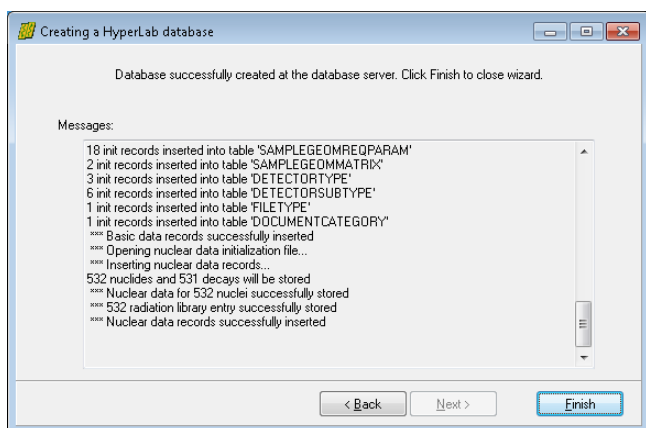 Creating a HyperLab database
Database successfully created at the database server. Click Finish to close wizard.
Messages:
18 init records inserted into table 'SAMPLEGEOMREQPARAM'
2 init records inserted into table 'SAMPLEGEOMMATRIX'
3 init records inserted into table 'DETECTORTYPE'
6 init records inserted into table 'DETECTORSUBTYPE'
1 init records inserted into table 'FILETYPE'
1 init records inserted into table 'DOCUMENTCATEGORY'
*** Basic data records successfully inserted
*** Opening nuclear data initialization file...
*** Inserting nuclear data records...
532 nuclides and 531 decays will be stored
*** Nuclear data for 532 nuclei successfully stored
*** 532 radiation library entry successfully stored
*** Nuclear data records successfully inserted
< Back Next > Finish